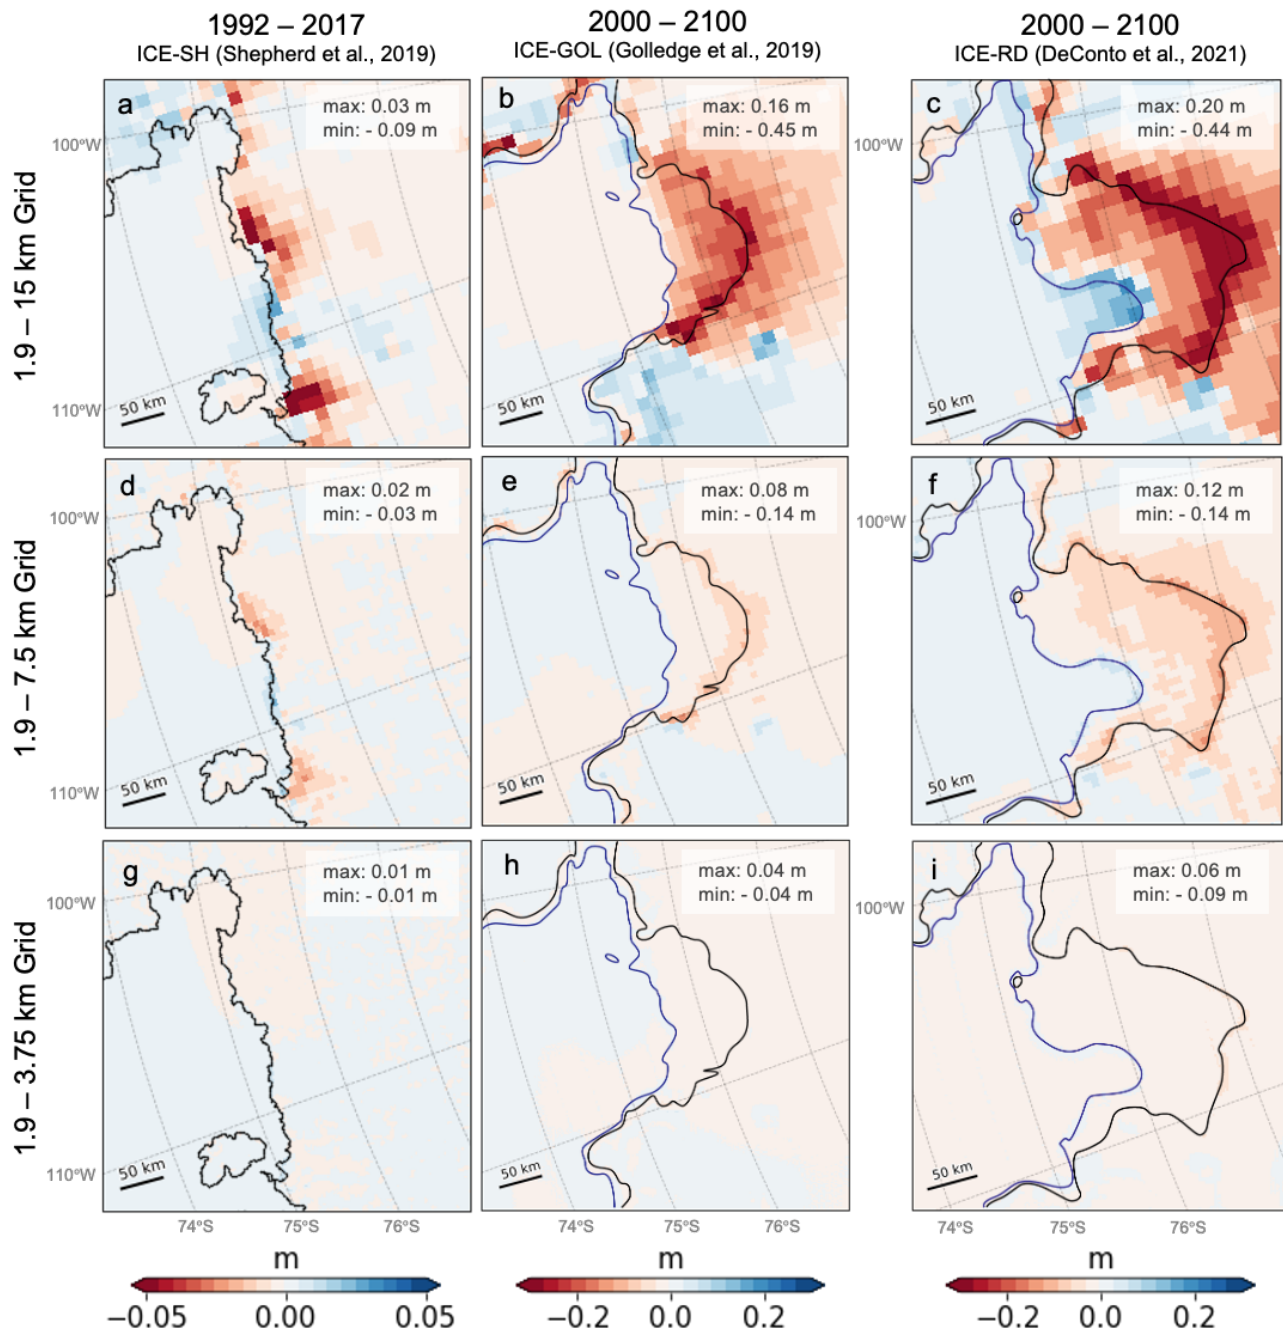 1992 – 2017
ICE-SH (Shepherd et al., 2019)
2000 – 2100
ICE-GOL (Golledge et al., 2019)
2000 – 2100
ICE-RD (DeConto et al., 2021)
1.9 – 15 km Grid
a
max: 0.03 m
min: - 0.09 m
100°W
110°W
50 km
b
max: 0.16 m
min: - 0.45 m
50 km
c
max: 0.20 m
min: - 0.44 m
100°W
50 km
1.9 – 7.5 km Grid
d
max: 0.02 m
min: - 0.03 m
100°W
110°W
50 km
e
max: 0.08 m
min: - 0.14 m
50 km
f
max: 0.12 m
min: - 0.14 m
100°W
50 km
1.9 – 3.75 km Grid
g
max: 0.01 m
min: - 0.01 m
100°W
110°W
50 km
h
max: 0.04 m
min: - 0.04 m
50 km
i
max: 0.06 m
min: - 0.09 m
100°W
50 km
74°S 75°S 76°S
74°S 75°S 76°S
74°S 75°S 76°S
m
−0.05 0.00 0.05
m
−0.2 0.0 0.2
m
−0.2 0.0 0.2